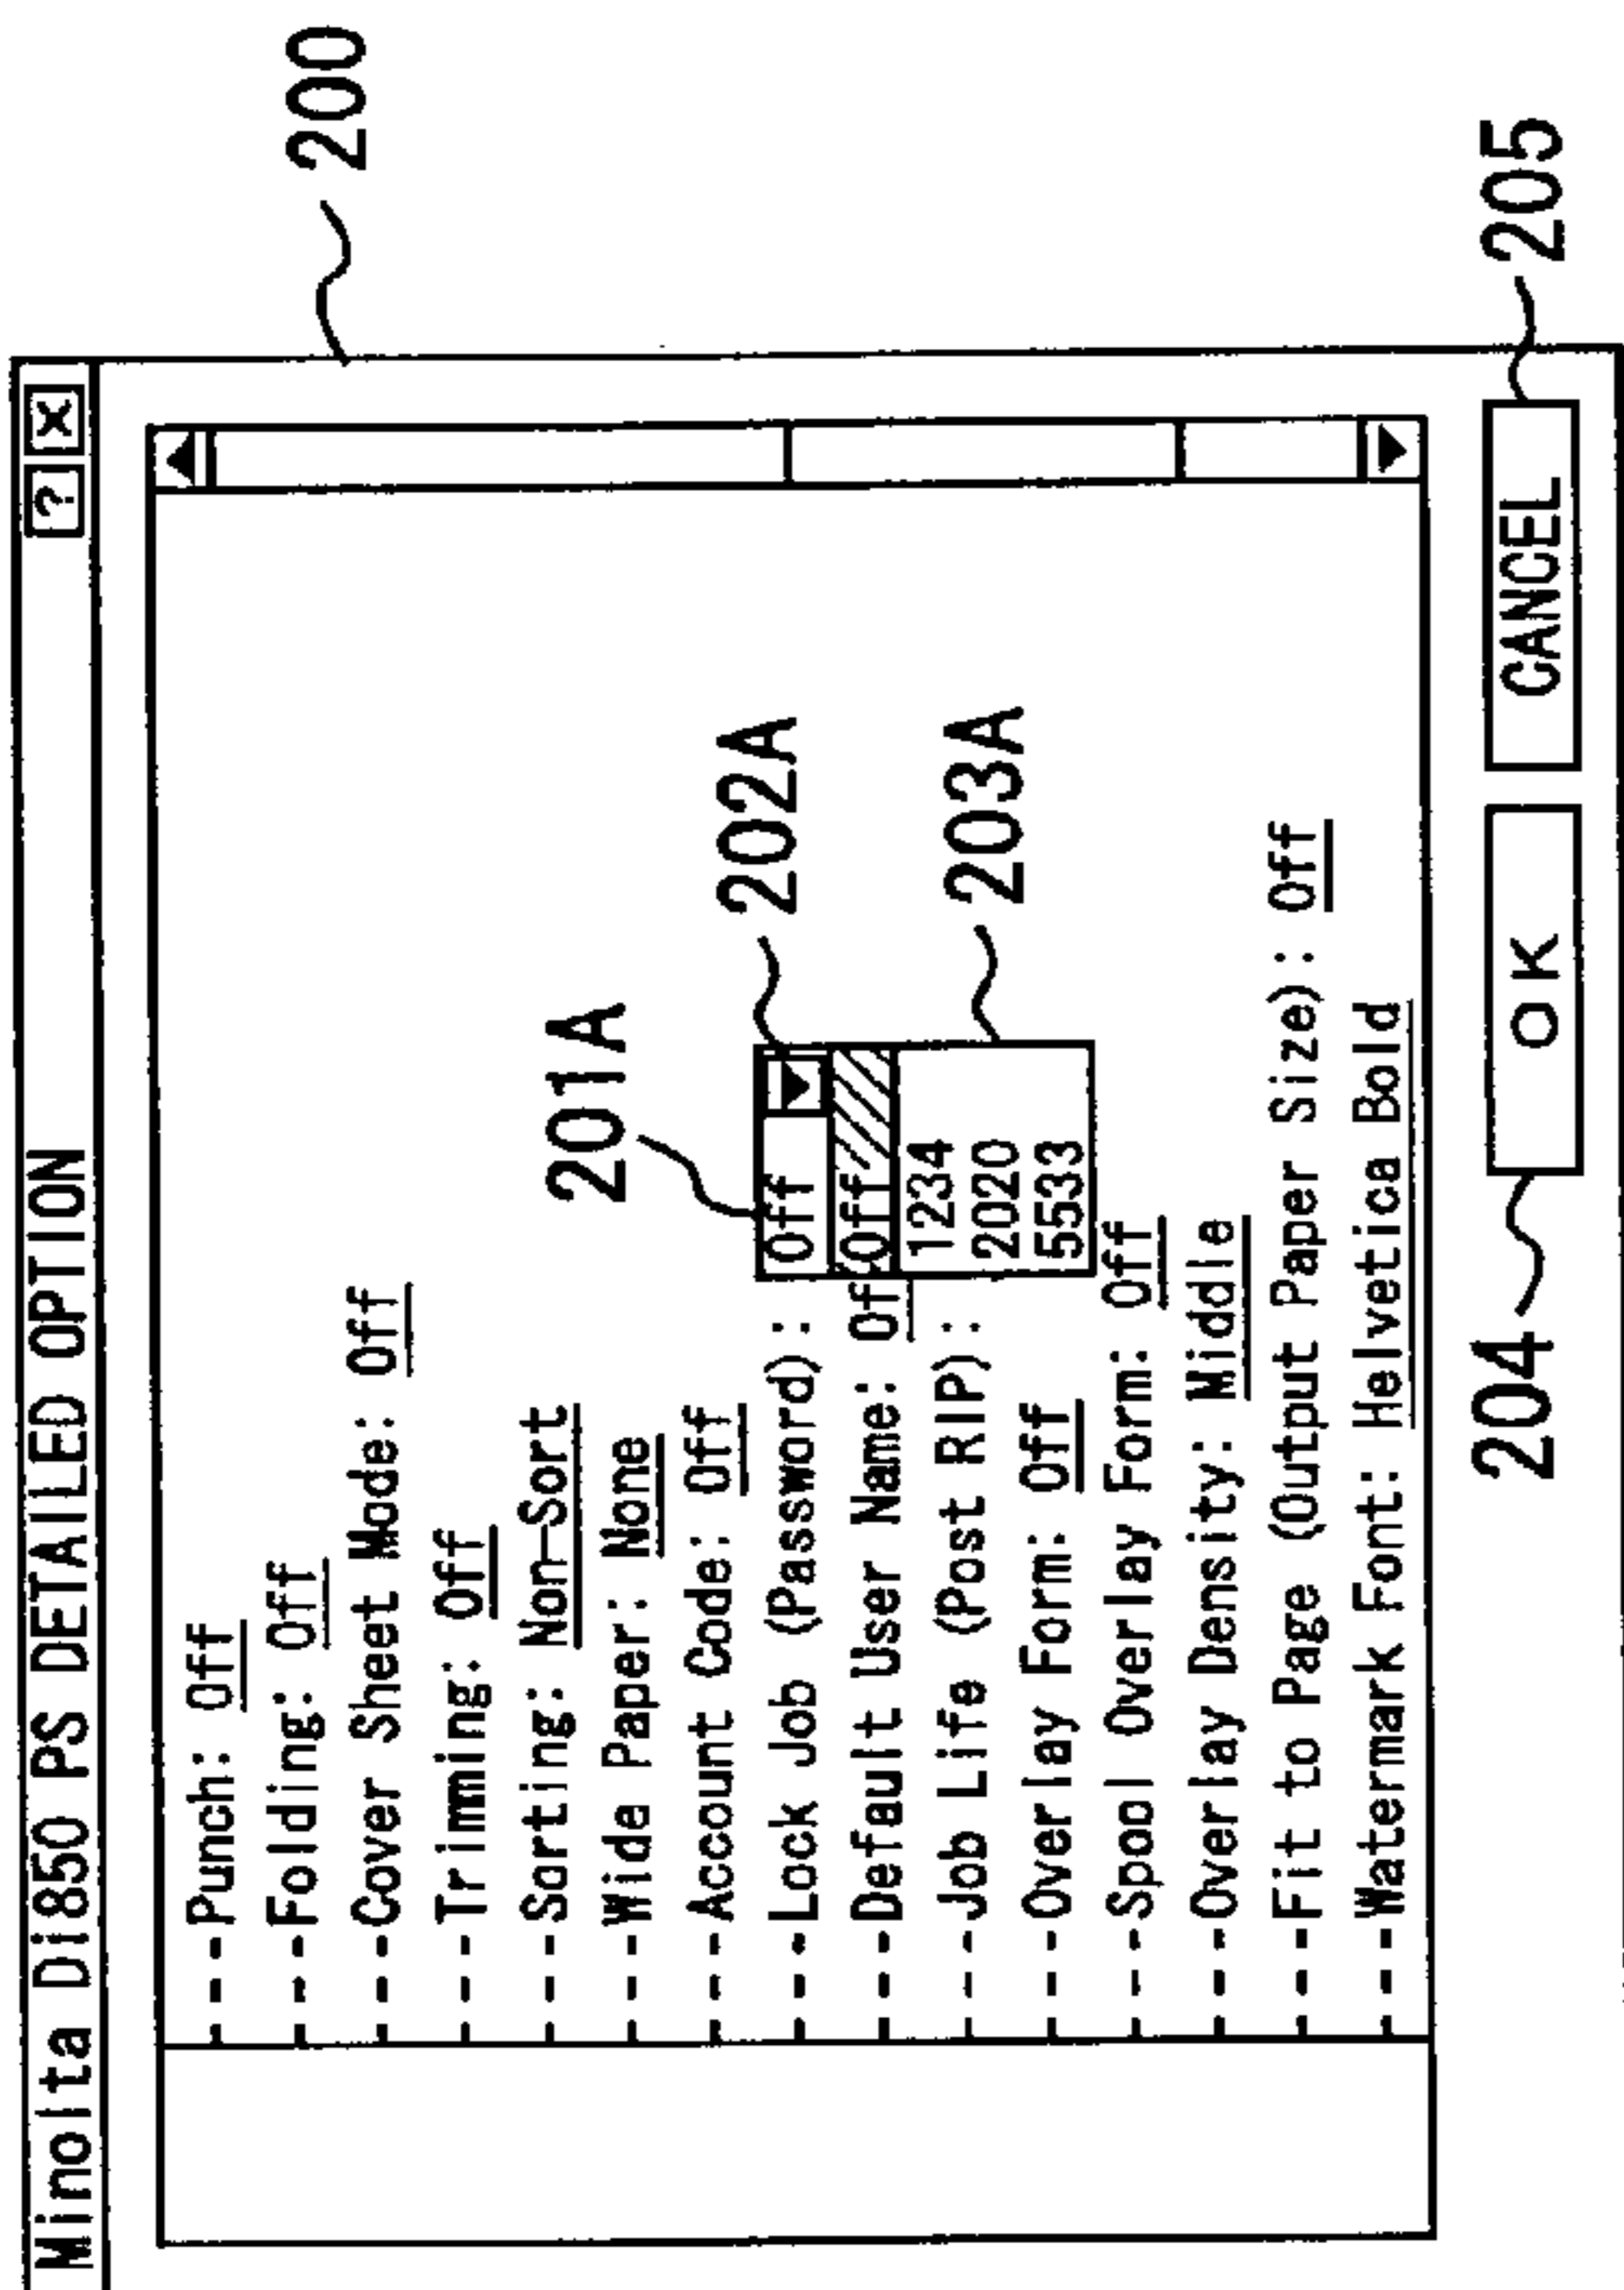 Minolta Di850 PS DETAILED OPTION ? X
200
Punch: Off
Folding: Off
Cover Sheet Mode: Off
Trimming: Off
Sorting: Non-Sort
201A
Wide Paper: None
Account Code: Off
202A
Lock Job (Password): Off
Default User Name: Off Off
1234
Job Life (Post RIP): 2020
203A
5533
Overlay Form: Off
Spool Overlay Form: Off
Overlay Density: Middle
Fit to Page (Output Paper Size): Off
Watermark Font: Helvetica Bold
204 OK CANCEL 205